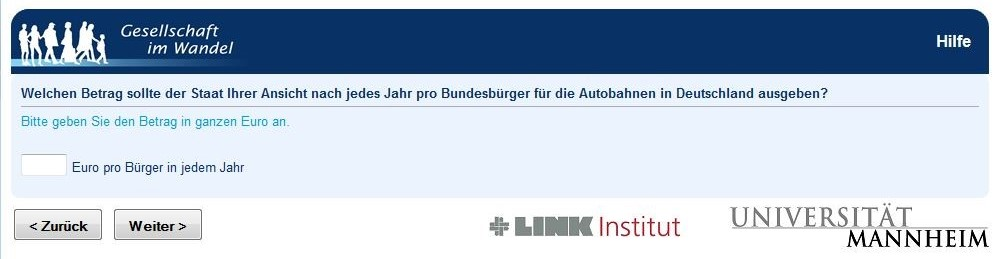 Gesellschaft
im Wandel
Hilfe
Welchen Betrag sollte der Staat Ihrer Ansicht nach jedes Jahr pro Bundesbürger für die Autobahnen in Deutschland ausgeben?
Bitte geben Sie den Betrag in ganzen Euro an.
Euro pro Bürger in jedem Jahr
< Zurück Weiter >
LINK Institut
UNIVERSITÄT
MANNHEIM